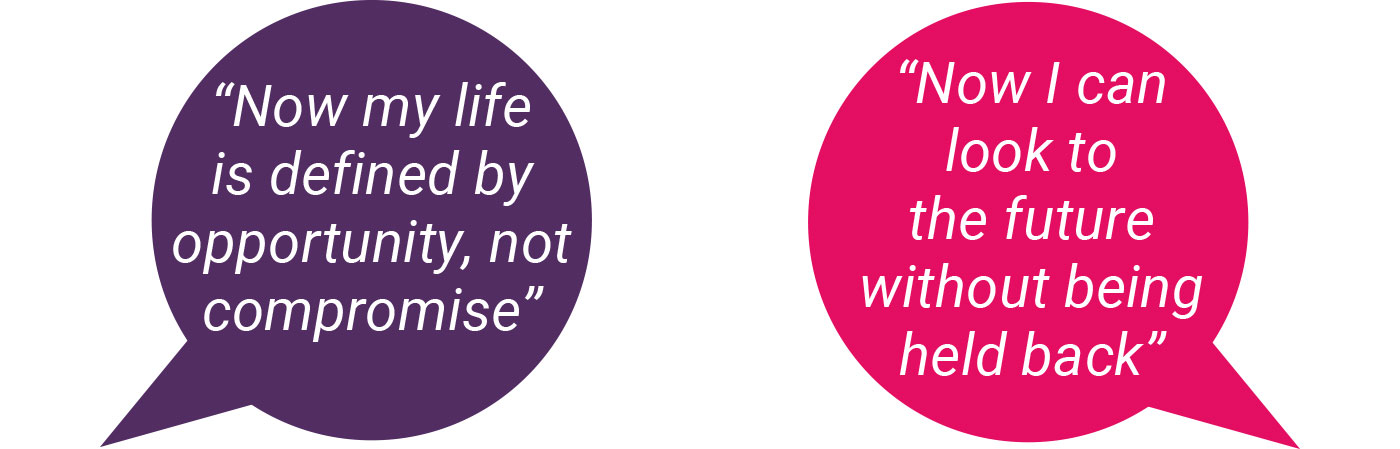 “Now my life
is defined by
opportunity, not
compromise”
“Now I can
look to
the future
without being
held back”